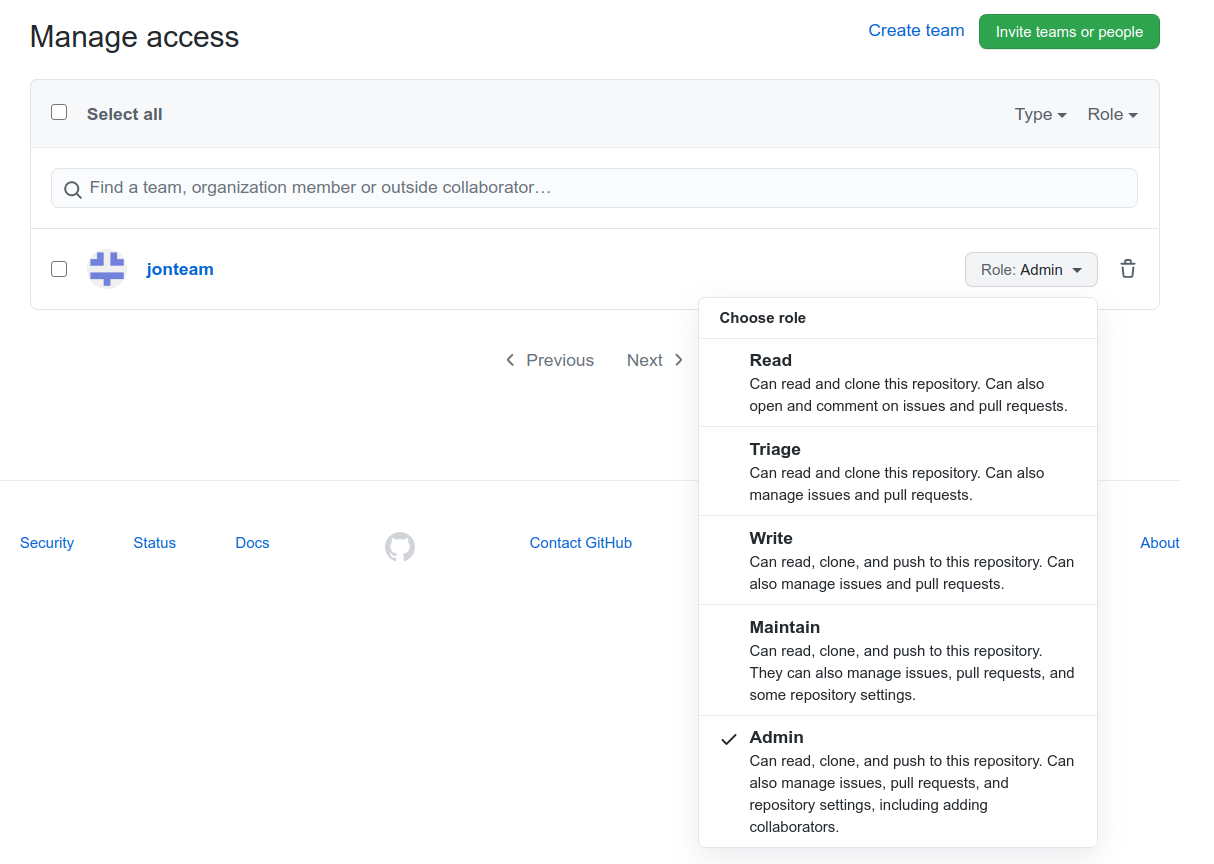 Manage access
Create team
Invite teams or people
Select all
Type
Role
Find a team, organization member or outside collaborator…
jonteam
Role: Admin
Choose role
Previous
Next
Read
Can read and clone this repository. Can also
open and comment on issues and pull requests.
Triage
Can read and clone this repository. Can also
manage issues and pull requests.
Write
Can read, clone, and push to this repository. Can
also manage issues and pull requests.
Maintain
Can read, clone, and push to this repository.
They can also manage issues, pull requests, and
some repository settings.
Admin
Can read, clone, and push to this repository. Can
also manage issues, pull requests, and
repository settings, including adding
collaborators.
Security
Status
Docs
Contact GitHub
About